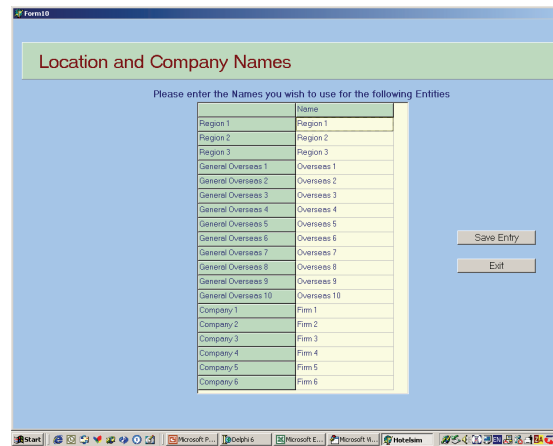 Form10
Location and Company Names
Please enter the Names you wish to use for the following Entities
Name
Region 1 Region 1
Region 2 Region 2
Region 3 Region 3
General Overseas 1 Overseas 1
General Overseas 2 Overseas 2
General Overseas 3 Overseas 3
General Overseas 4 Overseas 4
General Overseas 5 Overseas 5
General Overseas 6 Overseas 6
General Overseas 7 Overseas 7
General Overseas 8 Overseas 8
General Overseas 9 Overseas 9
General Overseas 10 Overseas 10
Company 1 Firm 1
Company 2 Firm 2
Company 3 Firm 3
Company 4 Firm 4
Company 5 Firm 5
Company 6 Firm 6
Save Entry
Exit
Start Microsoft P... Delphi 6 Microsoft E... Microsoft Vi... Hotelsim EN